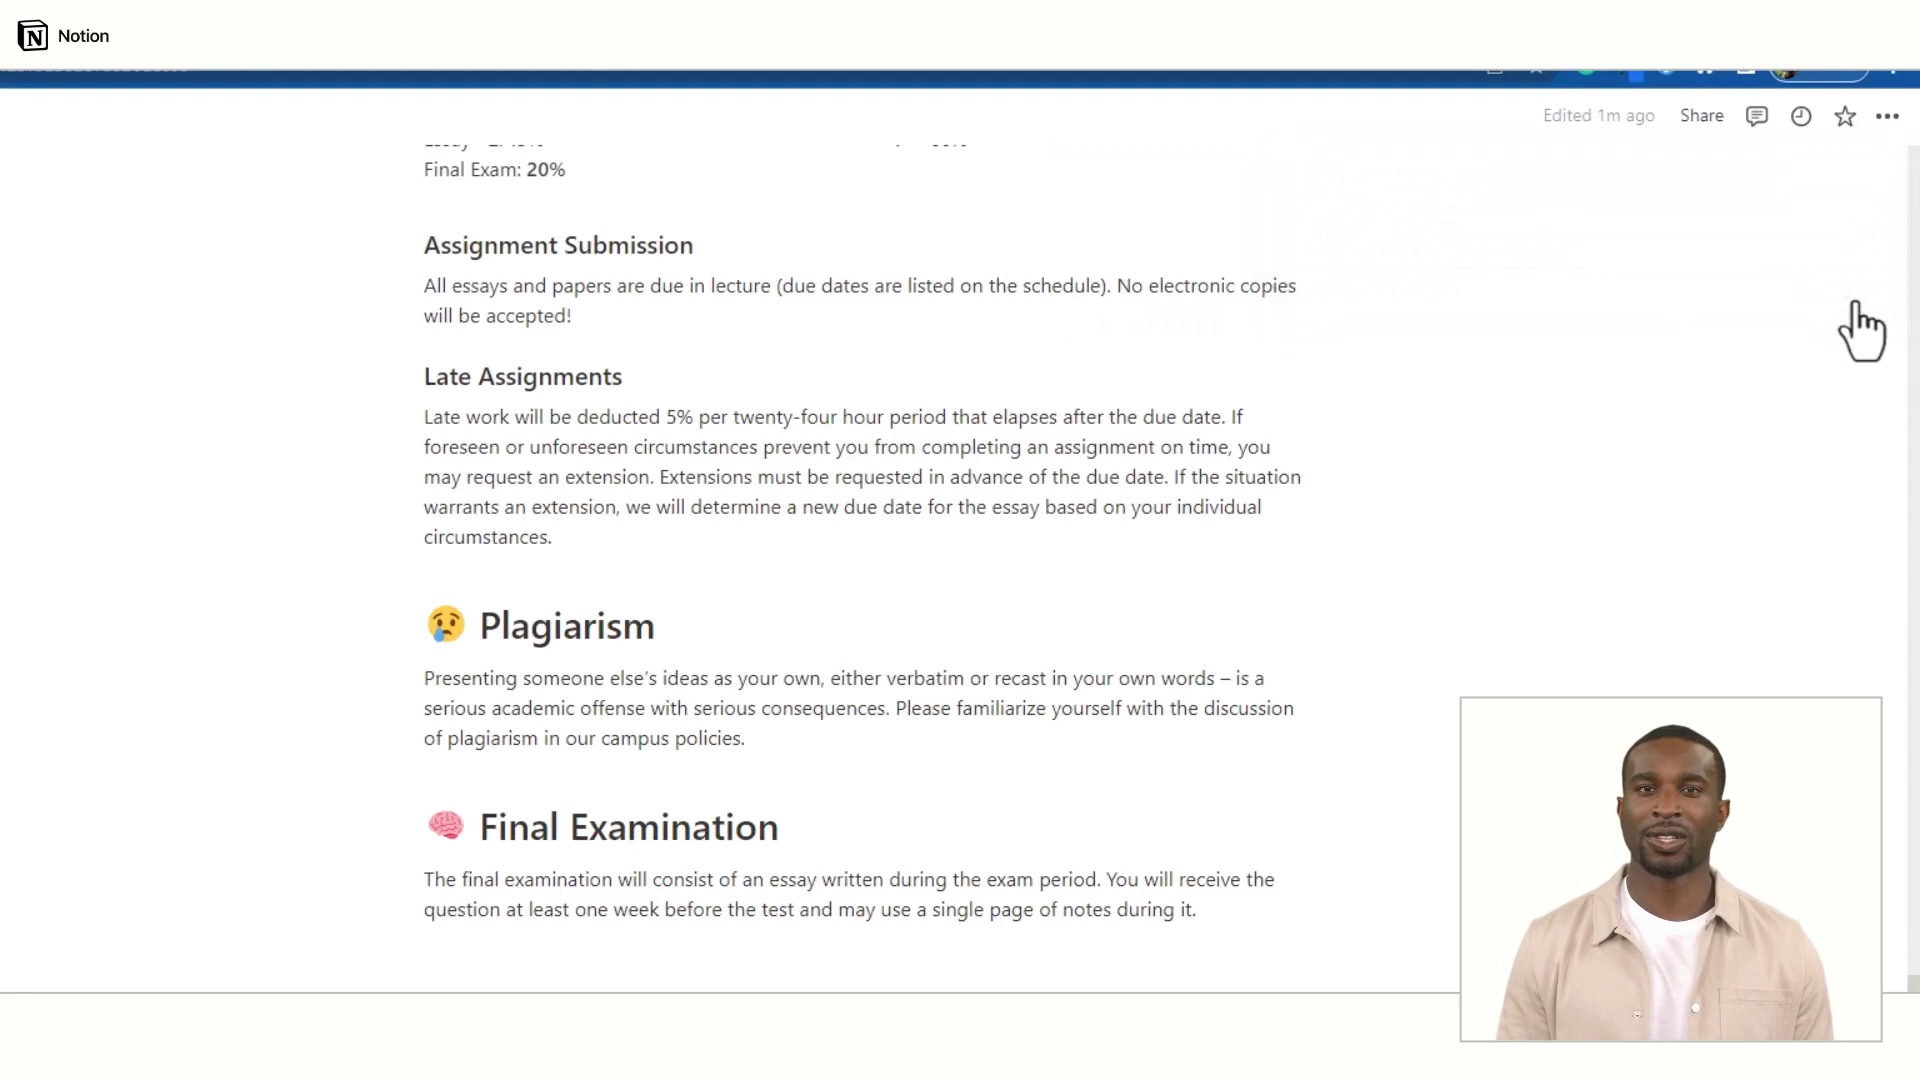 Notion
Edited 1m ago Share
Final Exam: 20%
Assignment Submission
All essays and papers are due in lecture (due dates are listed on the schedule). No electronic copies
will be accepted!
Late Assignments
Late work will be deducted 5% per twenty-four hour period that elapses after the due date. If
foreseen or unforeseen circumstances prevent you from completing an assignment on time, you
may request an extension. Extensions must be requested in advance of the due date. If the situation
warrants an extension, we will determine a new due date for the essay based on your individual
circumstances.
😢 Plagiarism
Presenting someone else’s ideas as your own, either verbatim or recast in your own words – is a
serious academic offense with serious consequences. Please familiarize yourself with the discussion
of plagiarism in our campus policies.
🧠 Final Examination
The final examination will consist of an essay written during the exam period. You will receive the
question at least one week before the test and may use a single page of notes during it.